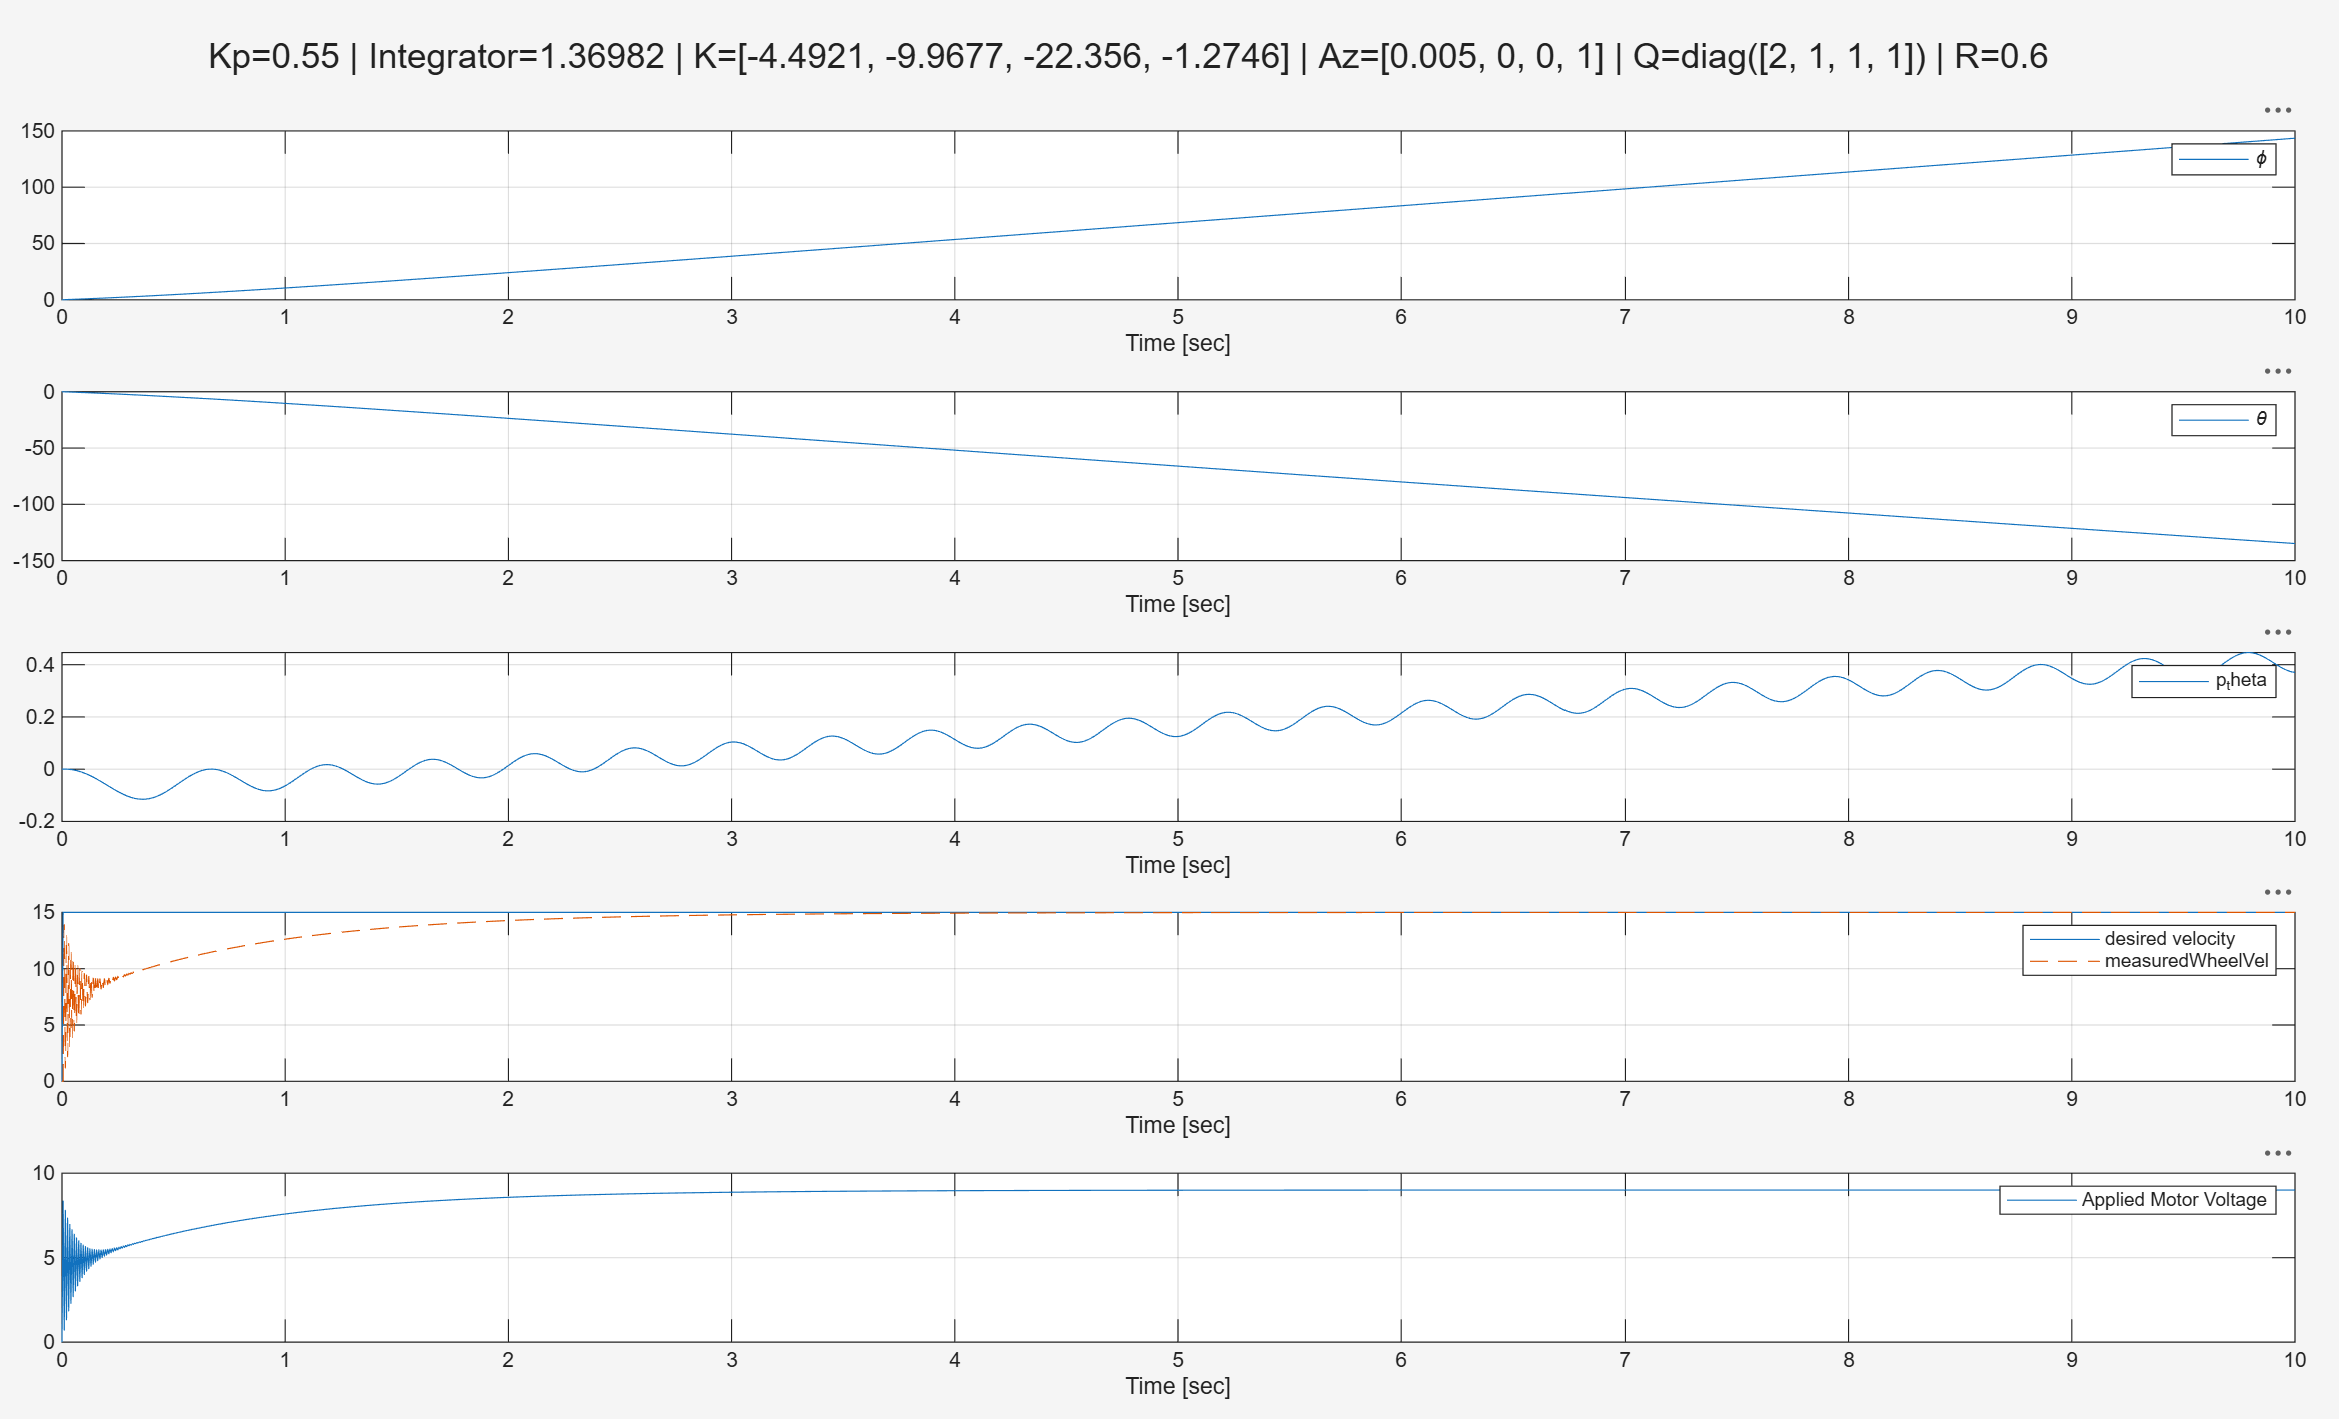 Kp=0.55 | Integrator=1.36982 | K=[-4.4921, -9.9677, -22.356, -1.2746] | Az=[0.005, 0, 0, 1] | Q=diag([2, 1, 1, 1]) | R=0.6
150
100
50
0
ϕ
0 1 2 3 4 5 6 7 8 9 10
Time [sec]
0
-50
-100
-150
θ
0 1 2 3 4 5 6 7 8 9 10
Time [sec]
0.4
0.2
0
-0.2
pₜheta
0 1 2 3 4 5 6 7 8 9 10
Time [sec]
15
10
5
0
desired velocity
measuredWheelVel
0 1 2 3 4 5 6 7 8 9 10
Time [sec]
10
5
0
Applied Motor Voltage
0 1 2 3 4 5 6 7 8 9 10
Time [sec]